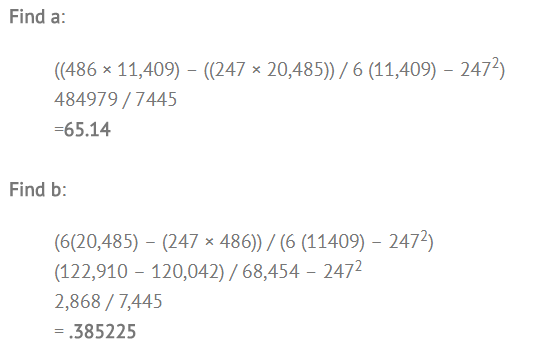 Find a:
((486 × 11,409) – ((247 × 20,485)) / 6 (11,409) – 247²)
484979 / 7445
=65.14
Find b:
(6(20,485) – (247 × 486)) / (6 (11409) – 247²)
(122,910 – 120,042) / 68,454 – 247²
2,868 / 7,445
= .385225